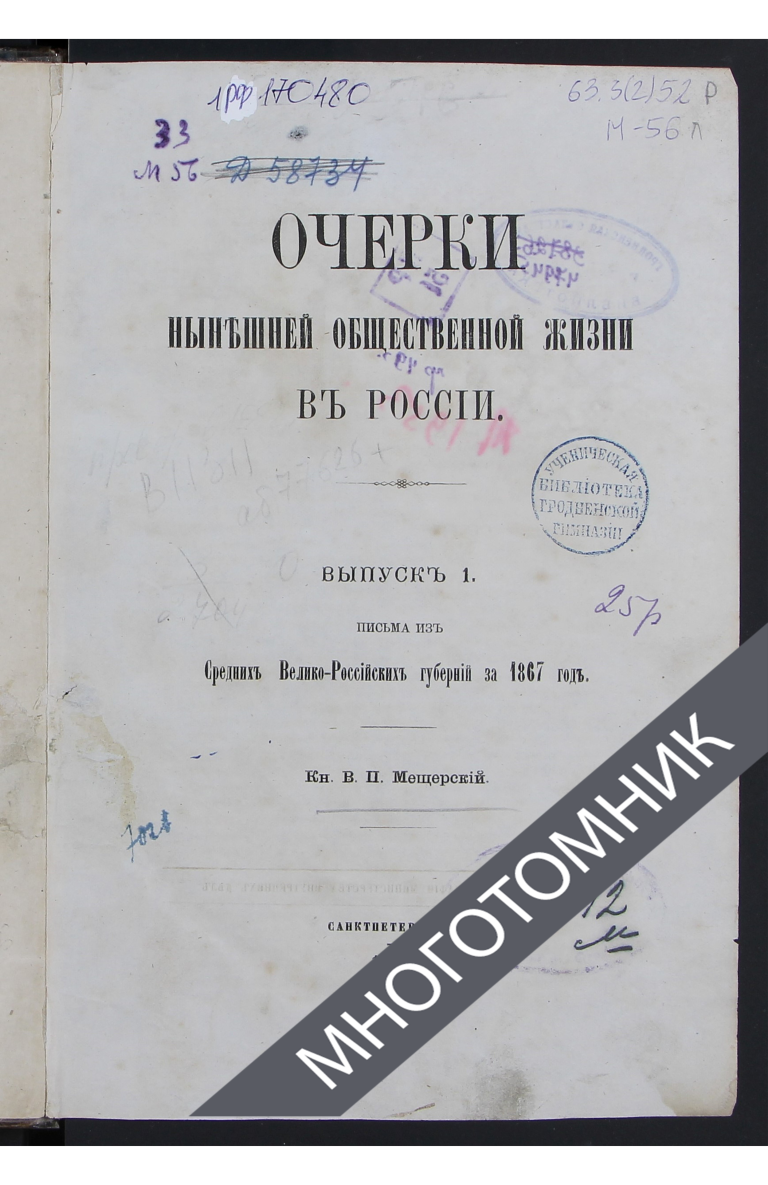 1рф 170480
63.3(2)52 Р
М-56 п
33
М 56 Д 58734
ОЧЕРКИ
НЫНѢШНЕЙ ОБЩЕСТВЕННОЙ ЖИЗНИ
ВЪ РОССІИ.
УЧЕНИЧЕСКАЯ
БИБЛІОТЕКА
ГРОДНЕНСКОЙ
ГИМНАЗІИ
ВЫПУСКЪ 1.
25р
ПИСЬМА ИЗЪ
Среднихъ Велико-Россійскихъ губерній за 1867 годъ.
Кн. В. П. Мещерскій.
12
М
САНКТПЕТЕР
МНОГОТОМНИК